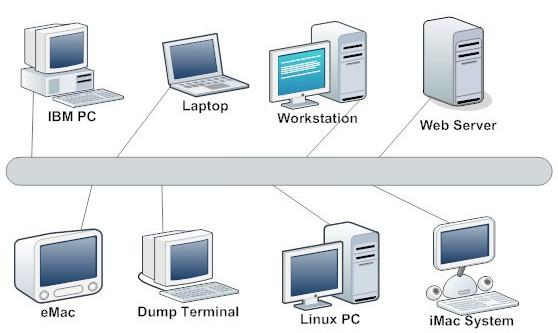 IBM PC
Laptop
Workstation
Web Server
eMac
Dump Terminal
Linux PC
iMac System